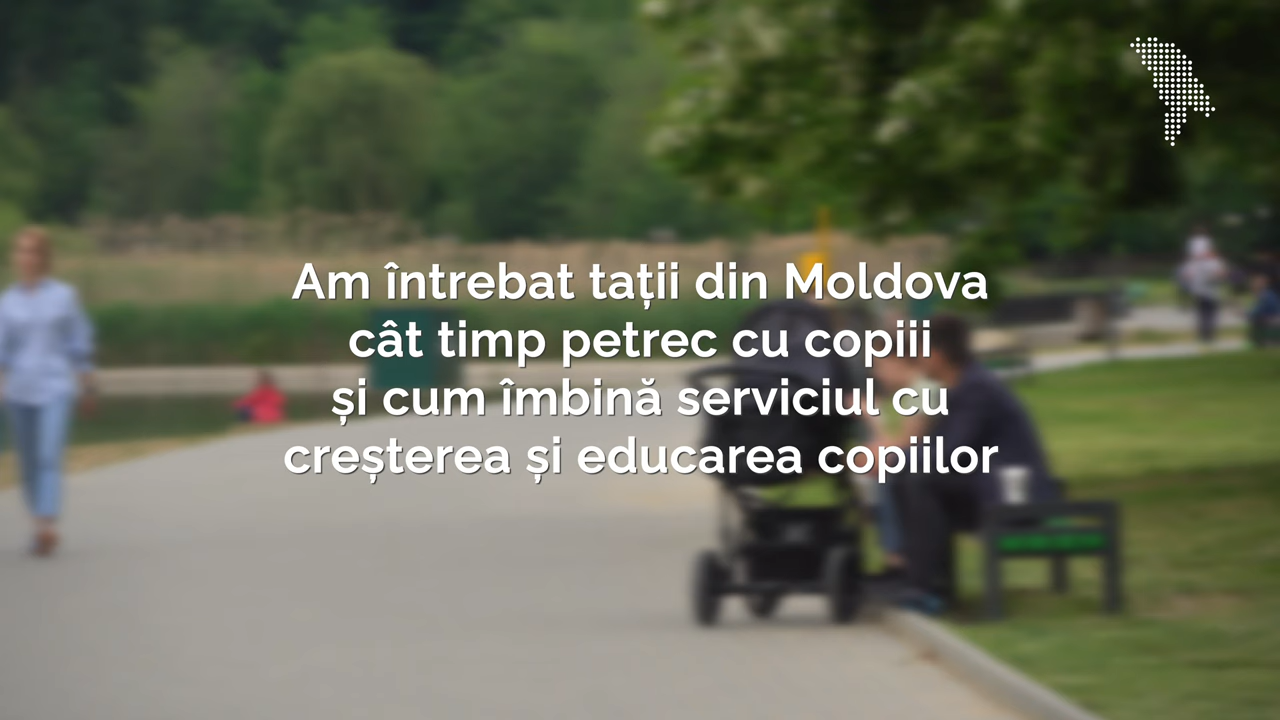 Am întrebat tații din Moldova
cât timp petrec cu copiii
și cum îmbină serviciul cu
creșterea și educarea copiilor